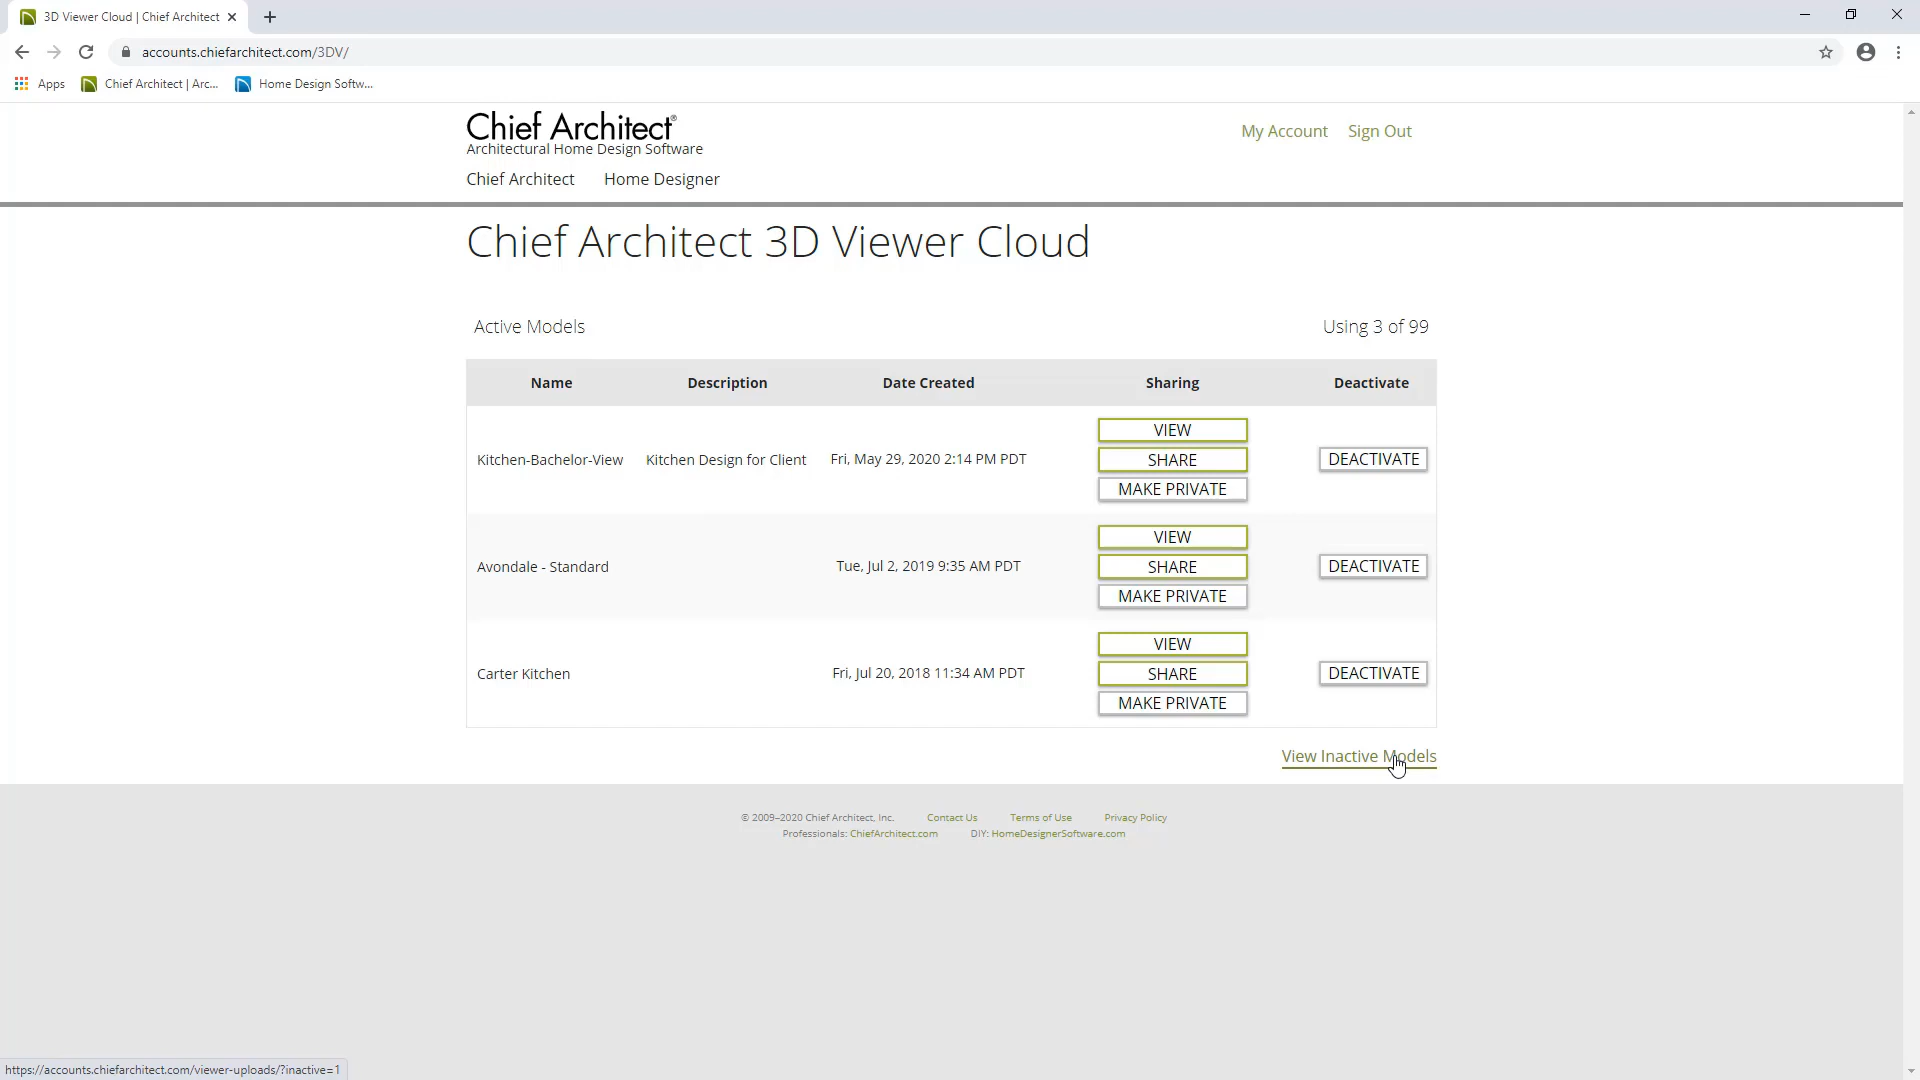 3D Viewer Cloud | Chief Architect
accounts.chiefarchitect.com/3DV/
Apps Chief Architect | Arc... Home Design Softw...
Chief Architect®
Architectural Home Design Software
My Account Sign Out
Chief Architect Home Designer
Chief Architect 3D Viewer Cloud
Active Models Using 3 of 99
Name Description Date Created Sharing Deactivate
Kitchen-Bachelor-View Kitchen Design for Client Fri, May 29, 2020 2:14 PM PDT
VIEW
SHARE
MAKE PRIVATE
DEACTIVATE
Avondale - Standard Tue, Jul 2, 2019 9:35 AM PDT
VIEW
SHARE
MAKE PRIVATE
DEACTIVATE
Carter Kitchen Fri, Jul 20, 2018 11:34 AM PDT
VIEW
SHARE
MAKE PRIVATE
DEACTIVATE
View Inactive Models
© 2009–2020 Chief Architect, Inc. Contact Us Terms of Use Privacy Policy
Professionals: ChiefArchitect.com DIY: HomeDesignerSoftware.com
https://accounts.chiefarchitect.com/viewer-uploads/?inactive=1